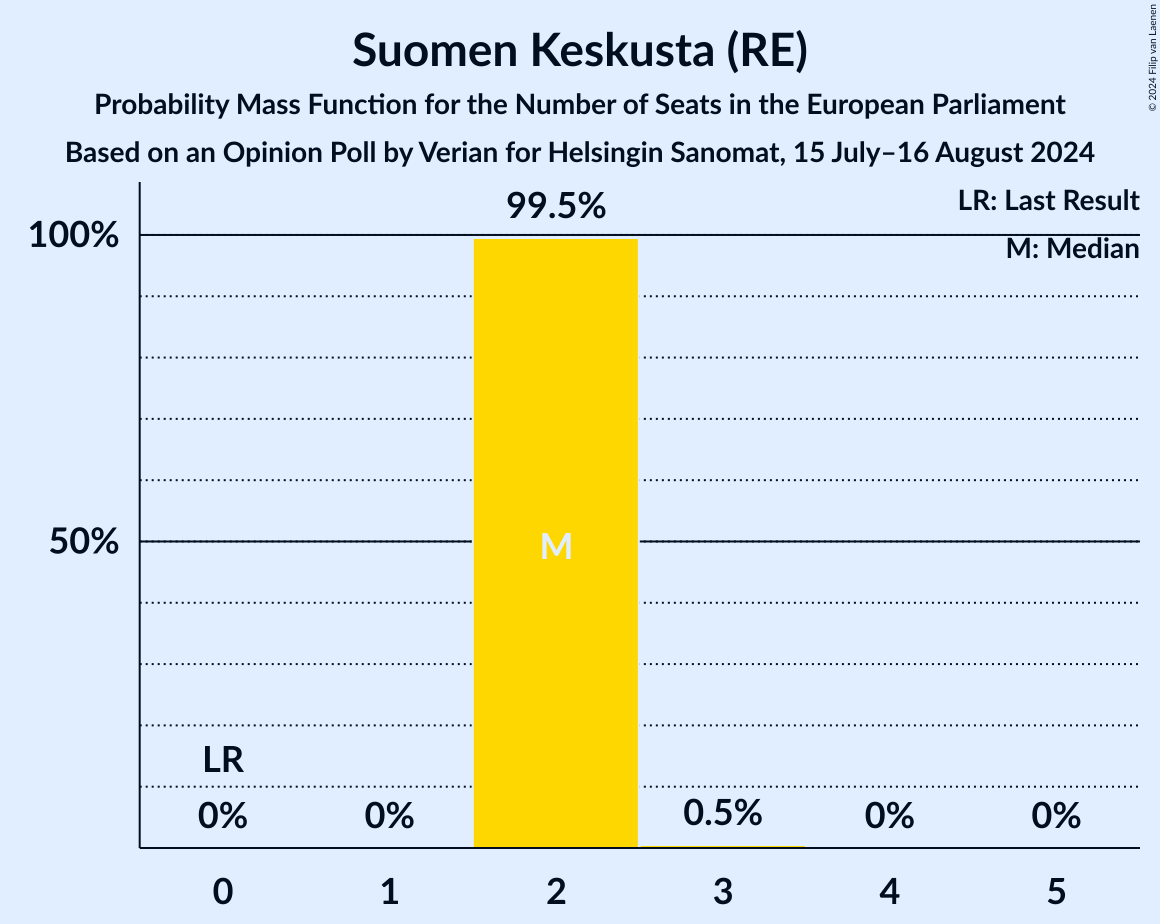 Suomen Keskusta (RE)
Probability Mass Function for the Number of Seats in the European Parliament
Based on an Opinion Poll by Verian for Helsingin Sanomat, 15 July–16 August 2024
© 2024 Filip van Laenen
LR: Last Result
M: Median
99.5%
100%
50%
M
LR
0%
0%
0.5%
0%
0%
0
1
2
3
4
5